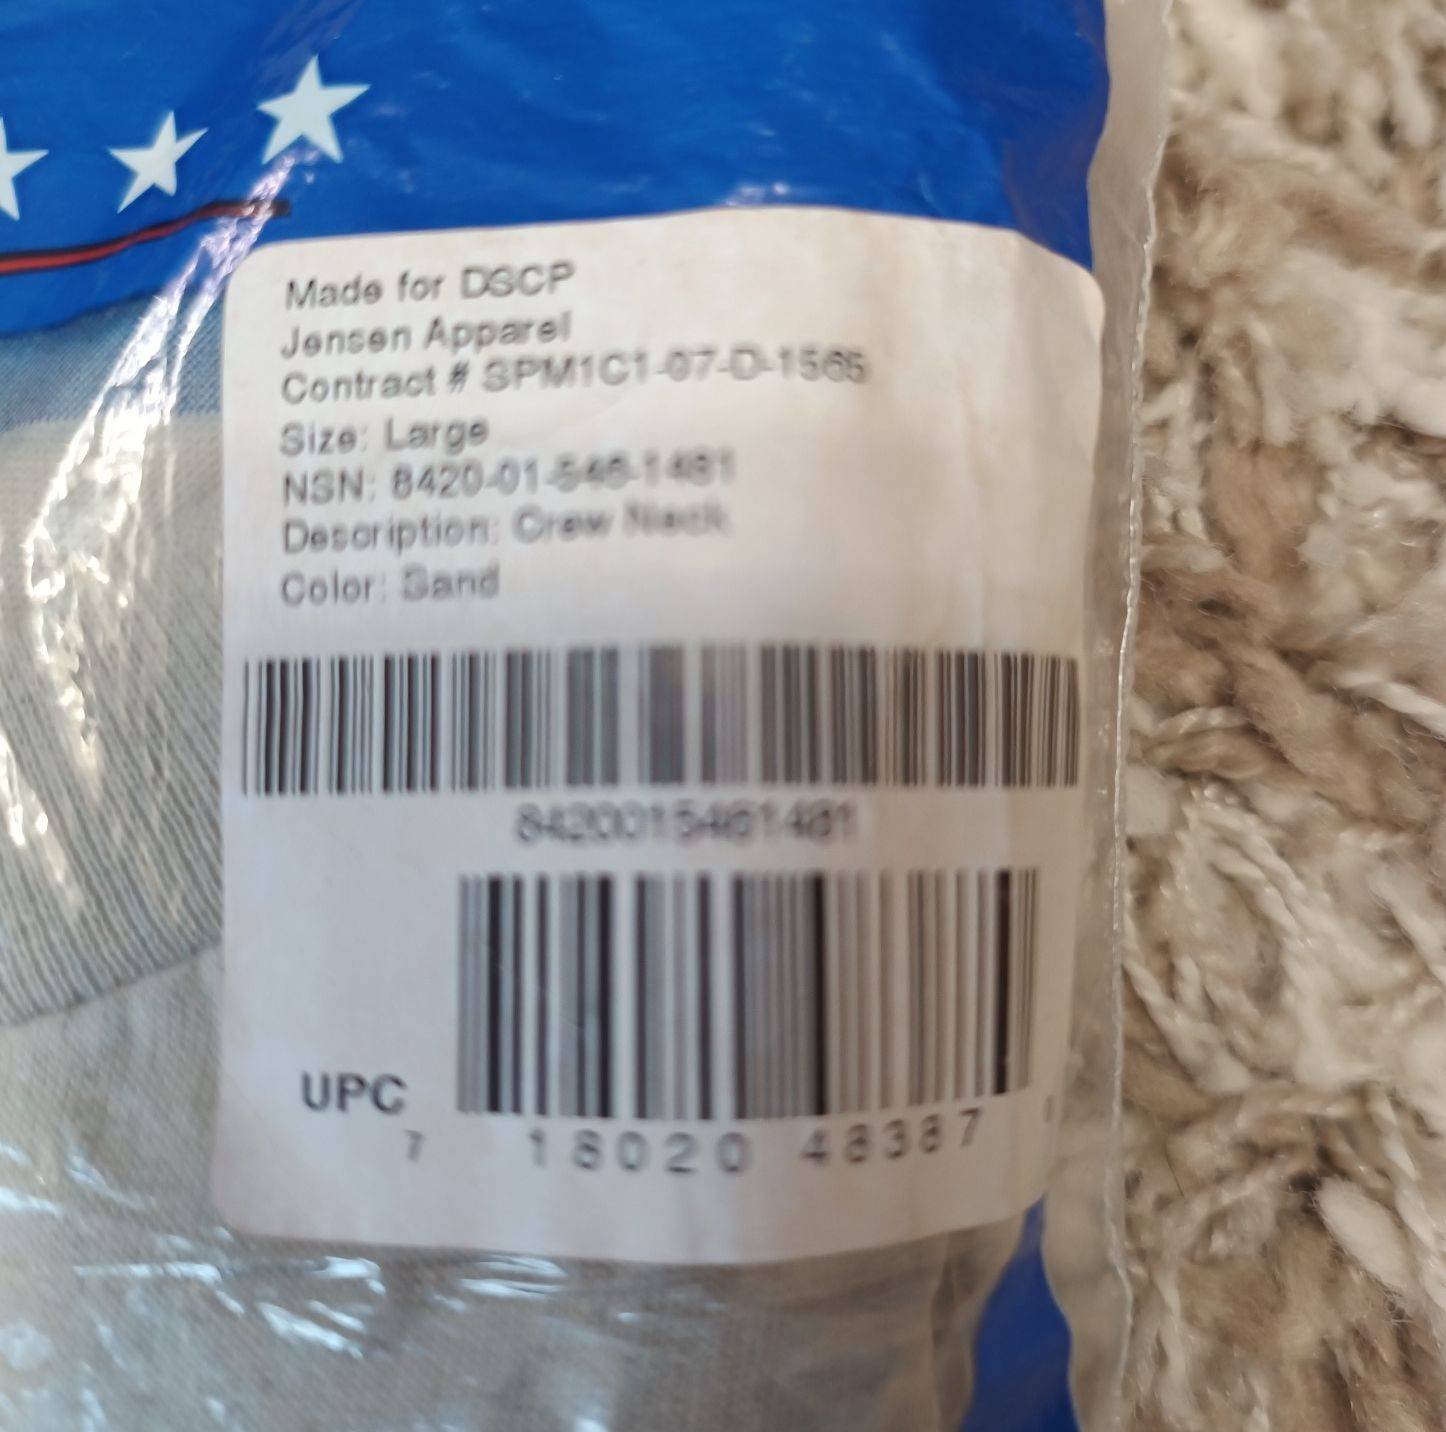 Made for DSCP
Jensen Apparel
Contract # SPM1C1-07-D-1565
Size: Large
NSN: 8420-01-546-1481
Description: Crew Neck
Color: Sand
8420015461481
UPC
7 18020 48387